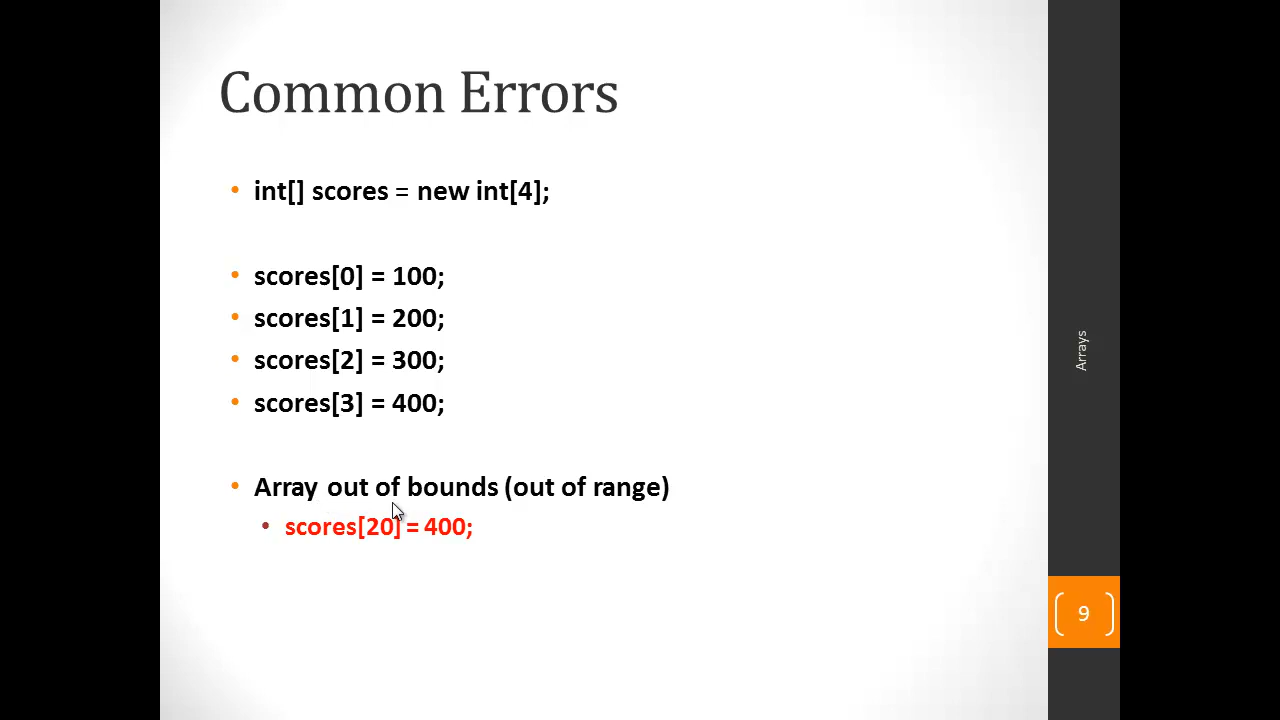 Common Errors
int[] scores = new int[4];
scores[0] = 100;
scores[1] = 200;
scores[2] = 300;
scores[3] = 400;
Array out of bounds (out of range)
scores[20] = 400;
Arrays
9